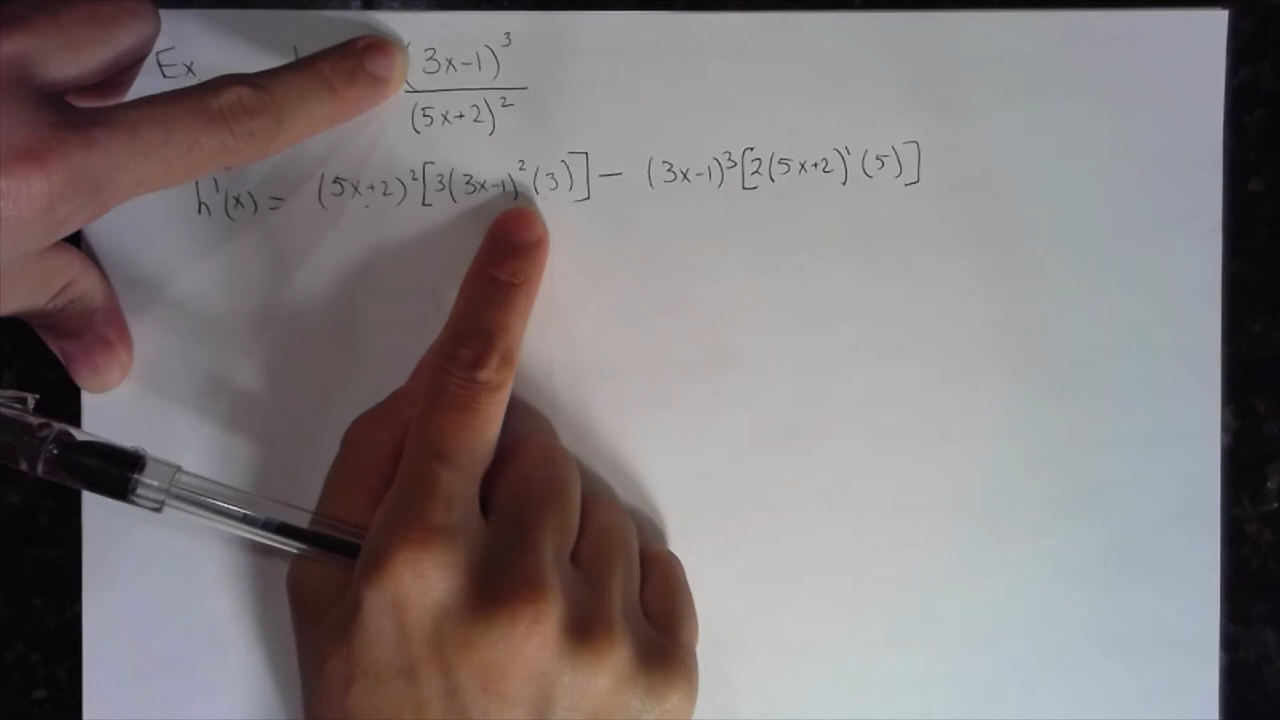 Ex
(3x-1)³
(5x+2)²
h'(x) = (5x+2)²[3(3x-1)²(3)] - (3x-1)³[2(5x+2)¹(5)]